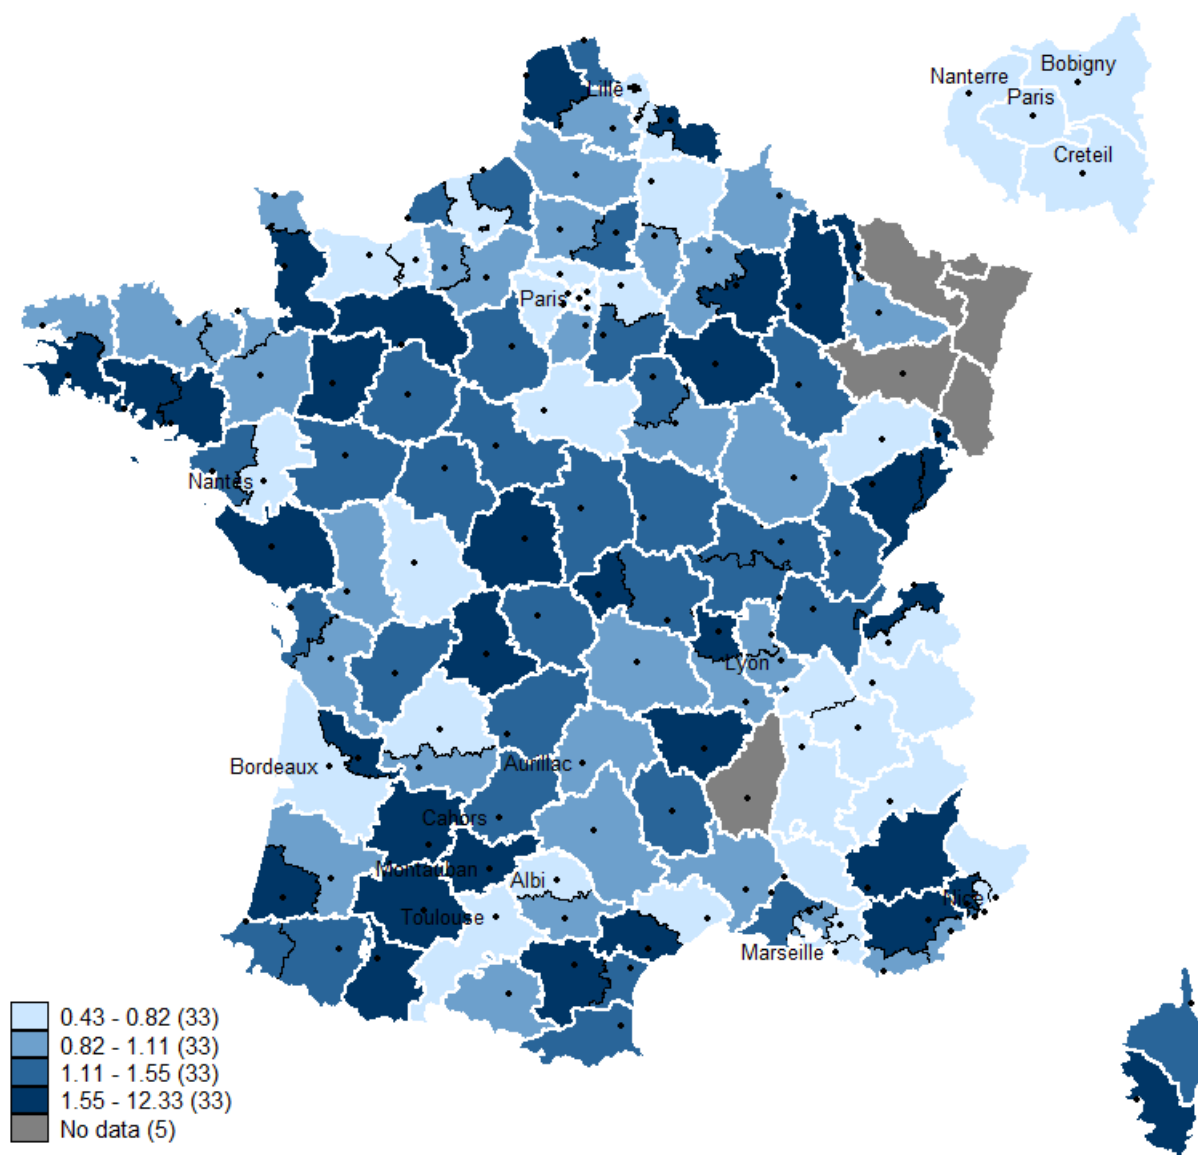 Bobigny
Nanterre
Paris
Creteil
Lille
Paris
Nantes
Lyon
Bordeaux
Aurillac
Cahors
Montauban
Albi
Toulouse
Nice
Marseille
0.43 - 0.82 (33)
0.82 - 1.11 (33)
1.11 - 1.55 (33)
1.55 - 12.33 (33)
No data (5)